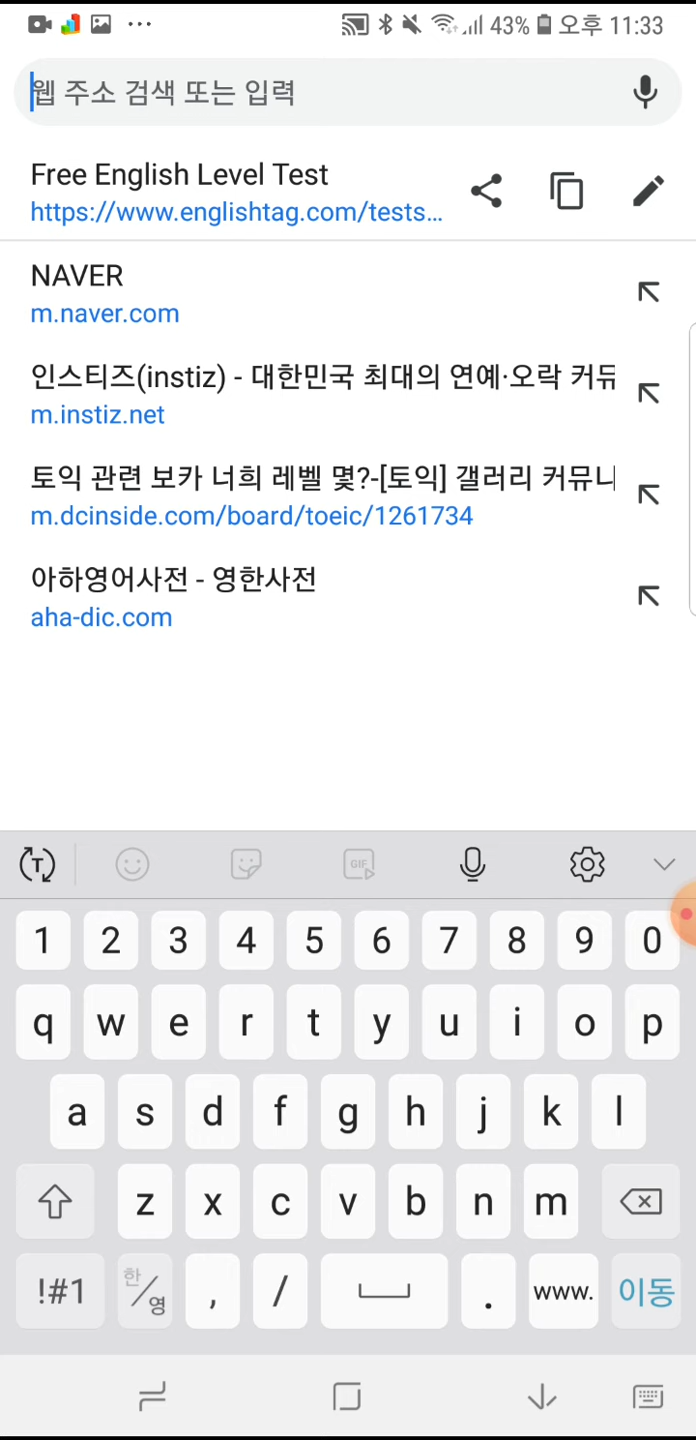 43% 오후 11:33
웹 주소 검색 또는 입력
Free English Level Test
https://www.englishtag.com/tests...
NAVER
m.naver.com
인스티즈(instiz) - 대한민국 최대의 연예·오락 커뮤
m.instiz.net
토익 관련 보카 너희 레벨 몇?-[토익] 갤러리 커뮤니
m.dcinside.com/board/toeic/1261734
아하영어사전 - 영한사전
aha-dic.com
T GIF
1 2 3 4 5 6 7 8 9 0
q w e r t y u i o p
a s d f g h j k l
z x c v b n m
!#1 한/영 , / . www. 이동